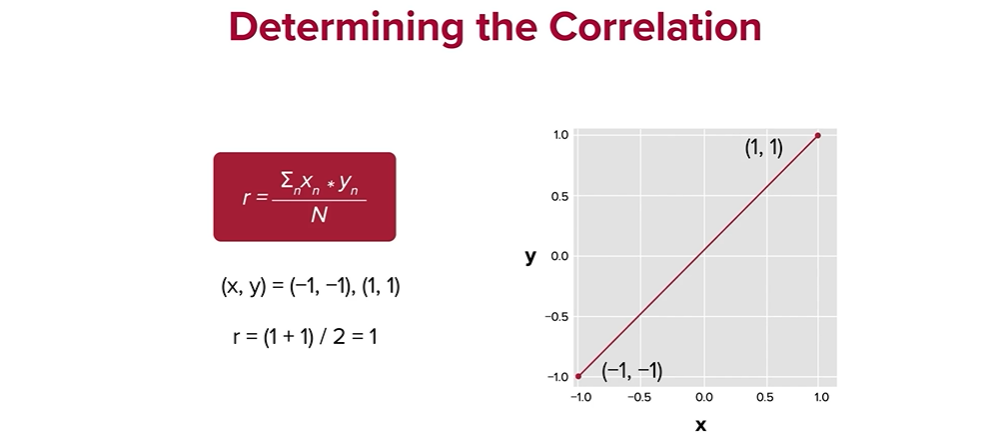 Determining the Correlation
r = Σₙxₙ * yₙ / N
(x, y) = (−1, −1), (1, 1)
r = (1 + 1) / 2 = 1
1.0
(1, 1)
0.5
y 0.0
−0.5
−1.0
(−1, −1)
−1.0 −0.5 0.0 0.5 1.0
x